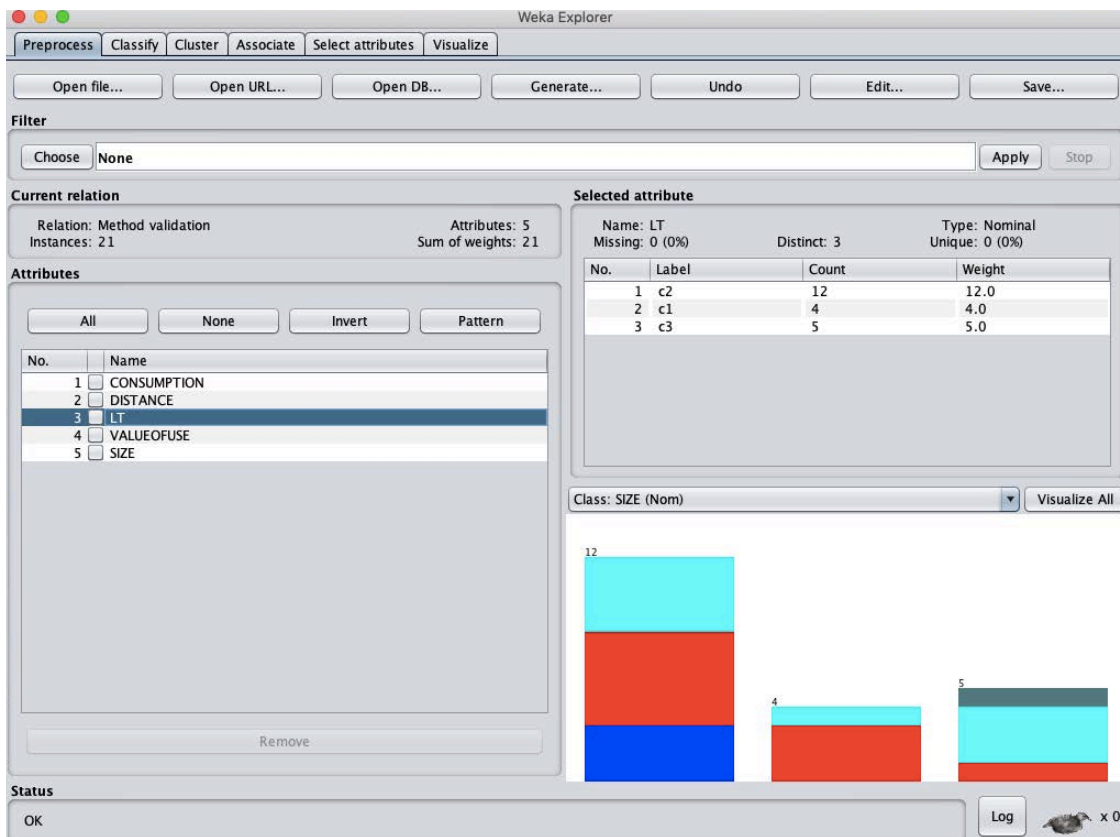 Weka Explorer
Preprocess Classify Cluster Associate Select attributes Visualize
Open file... Open URL... Open DB... Generate... Undo Edit... Save...
Filter
Choose None Apply Stop
Current relation
Relation: Method validation Attributes: 5
Instances: 21 Sum of weights: 21
Attributes
All None Invert Pattern
No. Name
1 CONSUMPTION
2 DISTANCE
3 LT
4 VALUEOFUSE
5 SIZE
Remove
Selected attribute
Name: LT Type: Nominal
Missing: 0 (0%) Distinct: 3 Unique: 0 (0%)
No. Label Count Weight
1 c2 12 12.0
2 c1 4 4.0
3 c3 5 5.0
Class: SIZE (Nom) Visualize All
12
4
5
Status
OK
Log x 0